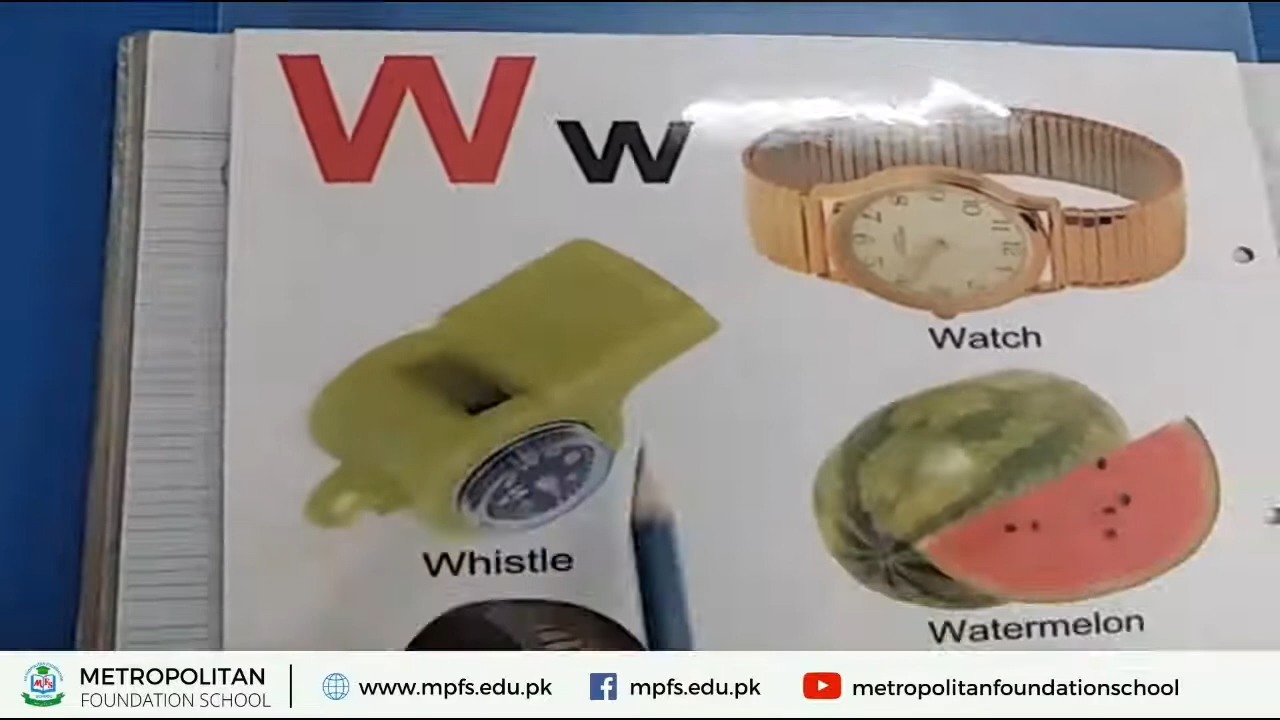 W w
Watch
Whistle
Watermelon
METROPOLITAN
FOUNDATION SCHOOL
www.mpfs.edu.pk
mpfs.edu.pk
metropolitanfoundationschool